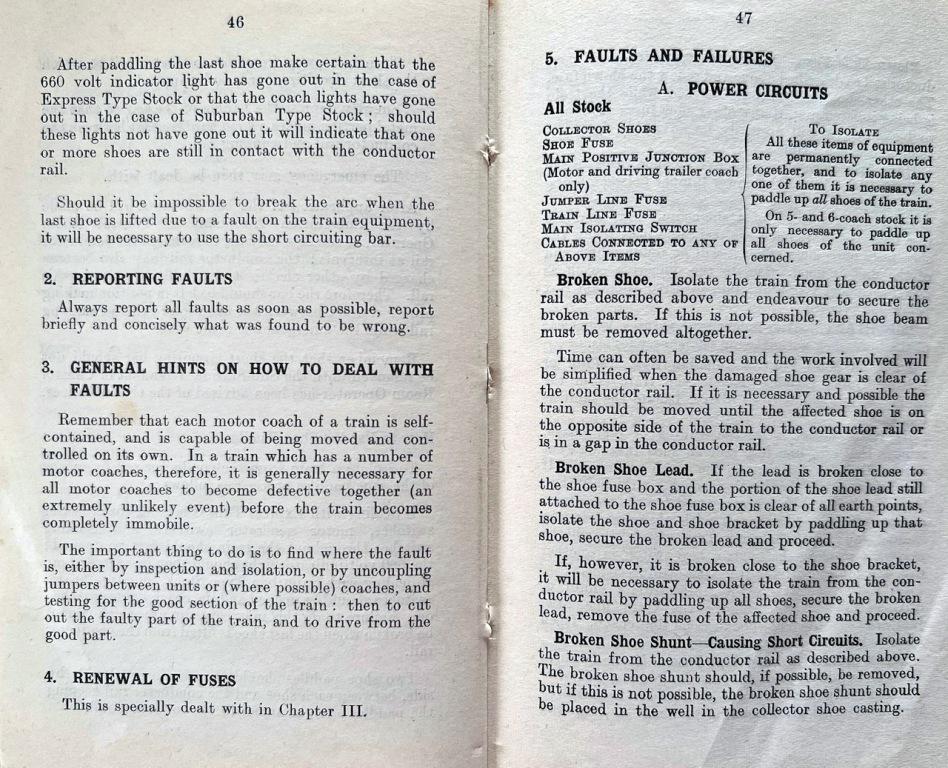 46
After paddling the last shoe make certain that the
660 volt indicator light has gone out in the case of
Express Type Stock or that the coach lights have gone
out in the case of Suburban Type Stock; should
these lights not have gone out it will indicate that one
or more shoes are still in contact with the conductor
rail.
Should it be impossible to break the arc when the
last shoe is lifted due to a fault on the train equipment,
it will be necessary to use the short circuiting bar.
2. REPORTING FAULTS
Always report all faults as soon as possible, report
briefly and concisely what was found to be wrong.
3. GENERAL HINTS ON HOW TO DEAL WITH
FAULTS
Remember that each motor coach of a train is self-
contained, and is capable of being moved and con-
trolled on its own. In a train which has a number of
motor coaches, therefore, it is generally necessary for
all motor coaches to become defective together (an
extremely unlikely event) before the train becomes
completely immobile.
The important thing to do is to find where the fault
is, either by inspection and isolation, or by uncoupling
jumpers between units or (where possible) coaches, and
testing for the good section of the train: then to cut
out the faulty part of the train, and to drive from the
good part.
4. RENEWAL OF FUSES
This is specially dealt with in Chapter III.
47
5. FAULTS AND FAILURES
A. POWER CIRCUITS
All Stock
COLLECTOR SHOES
SHOE FUSE
MAIN POSITIVE JUNCTION BOX
(Motor and driving trailer coach
only)
JUMPER LINE FUSE
TRAIN LINE FUSE
MAIN ISOLATING SWITCH
CABLES CONNECTED TO ANY OF
ABOVE ITEMS
TO ISOLATE
All these items of equipment
are permanently connected
together, and to isolate any
one of them it is necessary to
paddle up all shoes of the train.
On 5- and 6-coach stock it is
only necessary to paddle up
all shoes of the unit con-
cerned.
Broken Shoe. Isolate the train from the conductor
rail as described above and endeavour to secure the
broken parts. If this is not possible, the shoe beam
must be removed altogether.
Time can often be saved and the work involved will
be simplified when the damaged shoe gear is clear of
the conductor rail. If it is necessary and possible the
train should be moved until the affected shoe is on
the opposite side of the train to the conductor rail or
is in a gap in the conductor rail.
Broken Shoe Lead. If the lead is broken close to
the shoe fuse box and the portion of the shoe lead still
attached to the shoe fuse box is clear of all earth points,
isolate the shoe and shoe bracket by paddling up that
shoe, secure the broken lead and proceed.
If, however, it is broken close to the shoe bracket,
it will be necessary to isolate the train from the con-
ductor rail by paddling up all shoes, secure the broken
lead, remove the fuse of the affected shoe and proceed.
Broken Shoe Shunt—Causing Short Circuits. Isolate
the train from the conductor rail as described above.
The broken shoe shunt should, if possible, be removed,
but if this is not possible, the broken shoe shunt should
be placed in the well in the collector shoe casting.